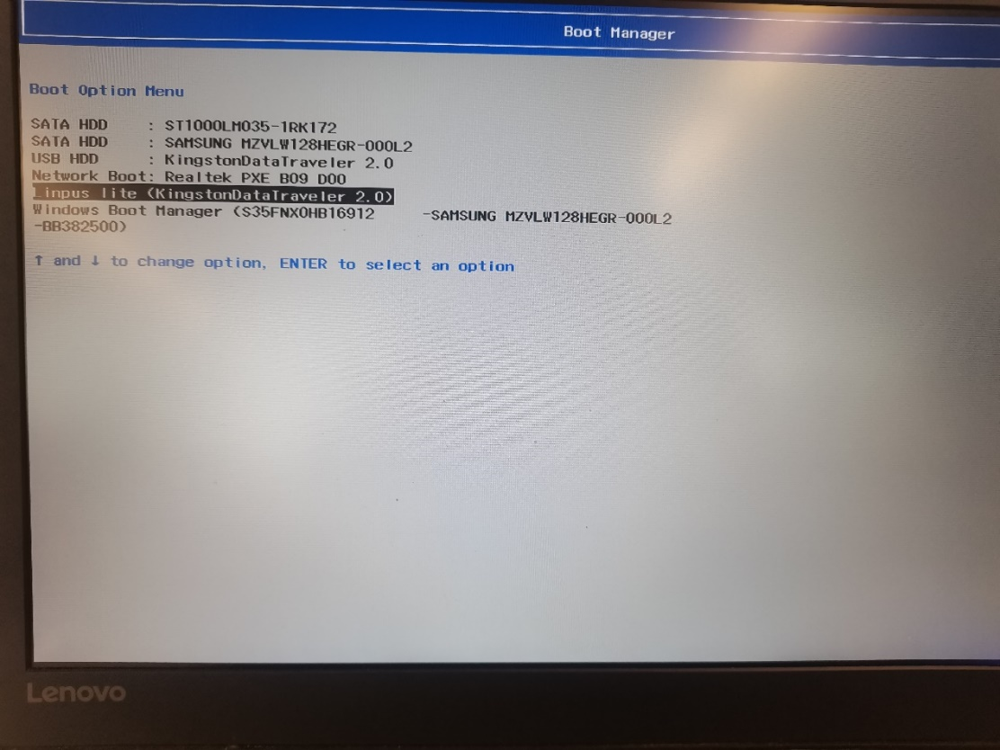 Boot Manager
Boot Option Menu
SATA HDD : ST1000LM035-1RK172
SATA HDD : SAMSUNG MZVLW128HEGR-000L2
USB HDD : KingstonDataTraveler 2.0
Network Boot: Realtek PXE B09 D00
Linpus lite (KingstonDataTraveler 2.0)
Windows Boot Manager (S35FNX0HB16912 -SAMSUNG MZVLW128HEGR-000L2
-BB382500)
↑ and ↓ to change option, ENTER to select an option
Lenovo